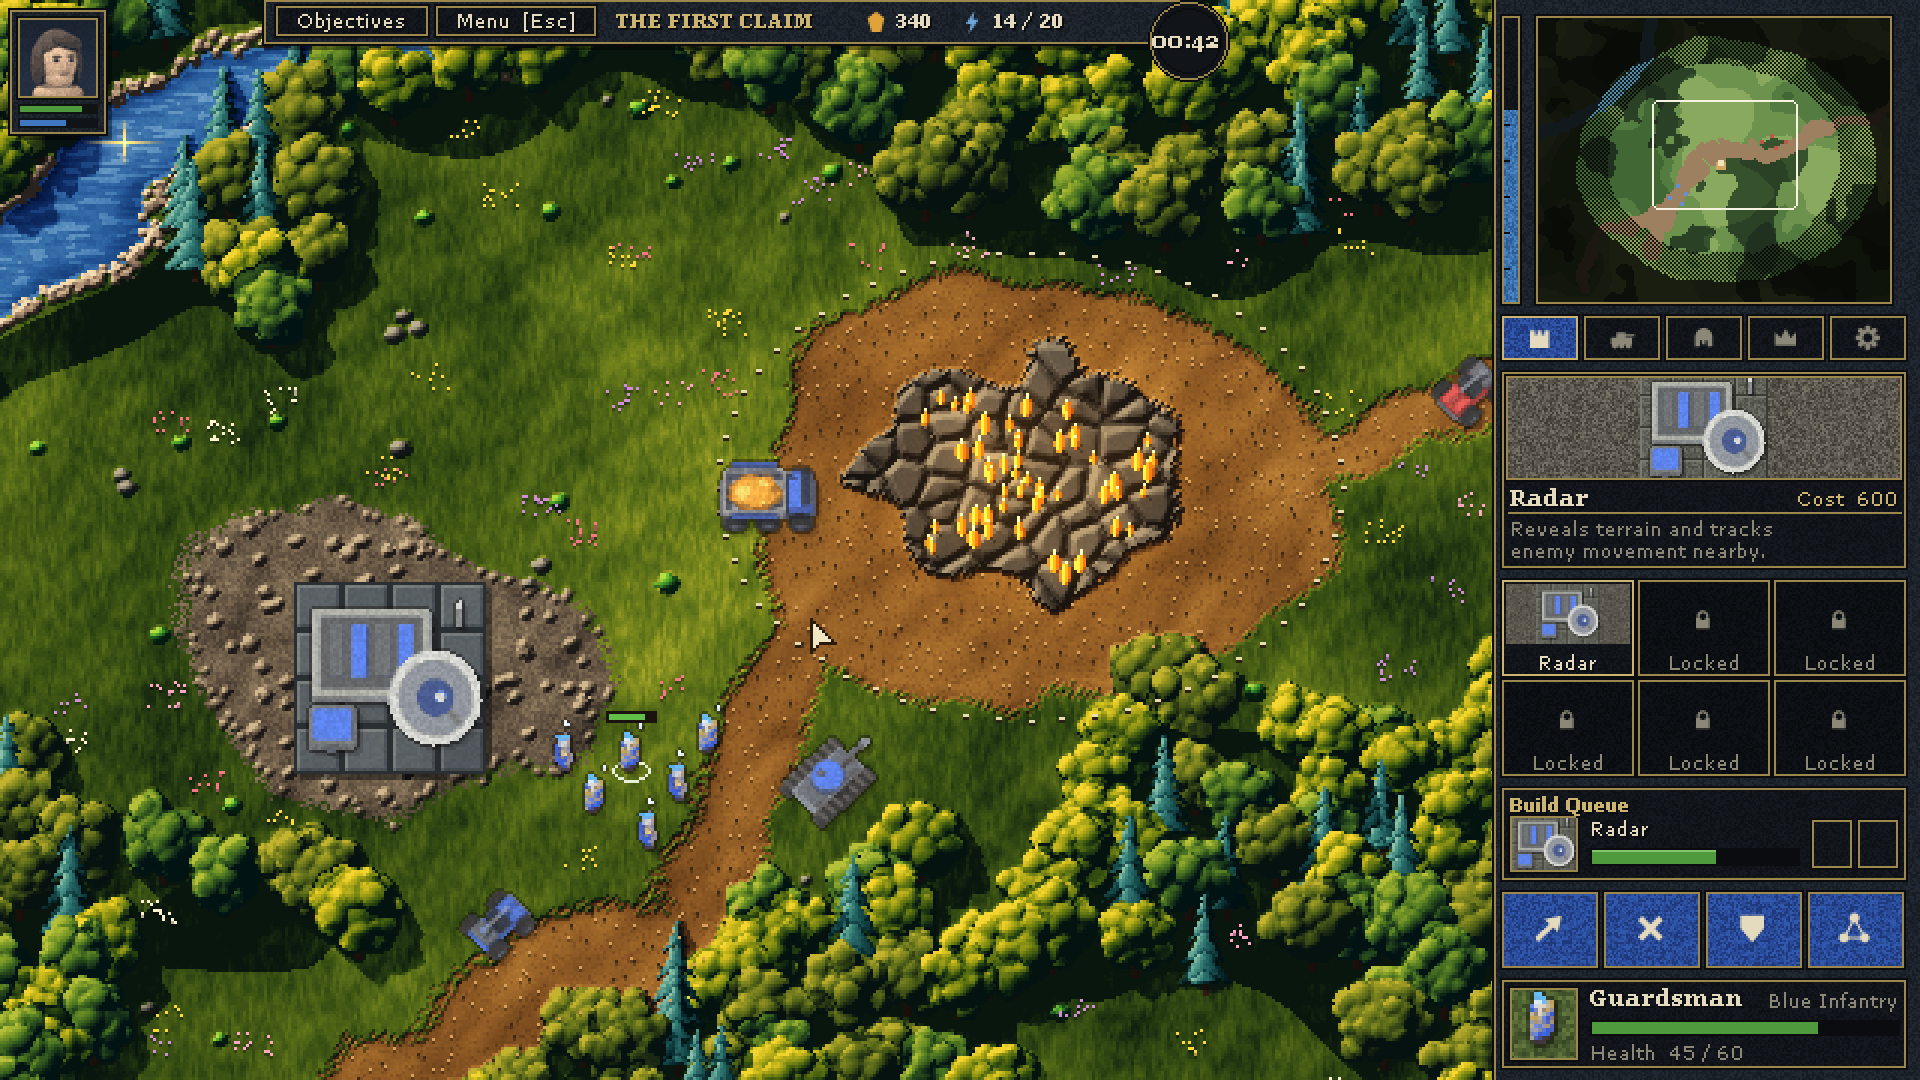 Objectives
Menu [Esc]
THE FIRST CLAIM
340
14 / 20
00:42
Radar
Cost 600
Reveals terrain and tracks
enemy movement nearby.
Radar
Locked
Locked
Locked
Locked
Locked
Build Queue
Radar
Guardsman
Blue Infantry
Health 45 / 60